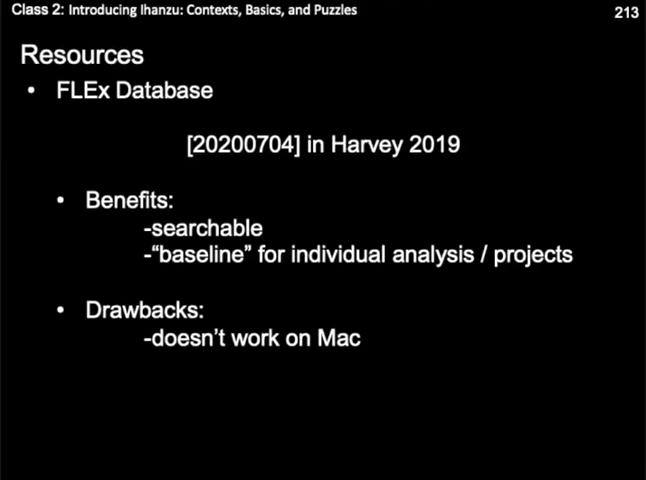 Class 2: Introducing Ihanzu: Contexts, Basics, and Puzzles
213
Resources
• FLEx Database
[20200704] in Harvey 2019
• Benefits:
-searchable
-“baseline” for individual analysis / projects
• Drawbacks:
-doesn’t work on Mac